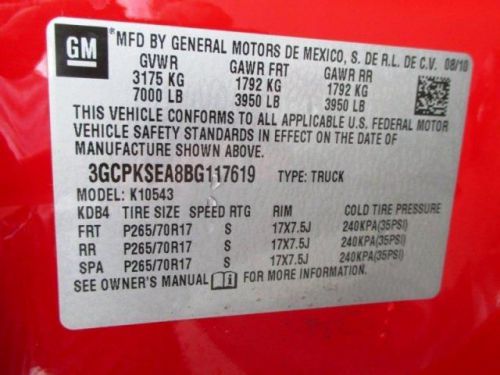 GM MFD BY GENERAL MOTORS DE MEXICO, S. DE R.L. DE C.V. 08/10
GVWR GAWR FRT GAWR RR
3175 KG 1792 KG 1792 KG
7000 LB 3950 LB 3950 LB
THIS VEHICLE CONFORMS TO ALL APPLICABLE U.S. FEDERAL MOTOR
VEHICLE SAFETY STANDARDS IN EFFECT ON THE DATE OF
MANUFACTURE SHOWN ABOVE.
3GCPKSEA8BG117619 TYPE: TRUCK
MODEL: K10543
KDB4 TIRE SIZE SPEED RTG RIM COLD TIRE PRESSURE
FRT P265/70R17 S 17X7.5J 240KPA(35PSI)
RR P265/70R17 S 17X7.5J 240KPA(35PSI)
SPA P265/70R17 S 17X7.5J 240KPA(35PSI)
SEE OWNER'S MANUAL FOR MORE INFORMATION.